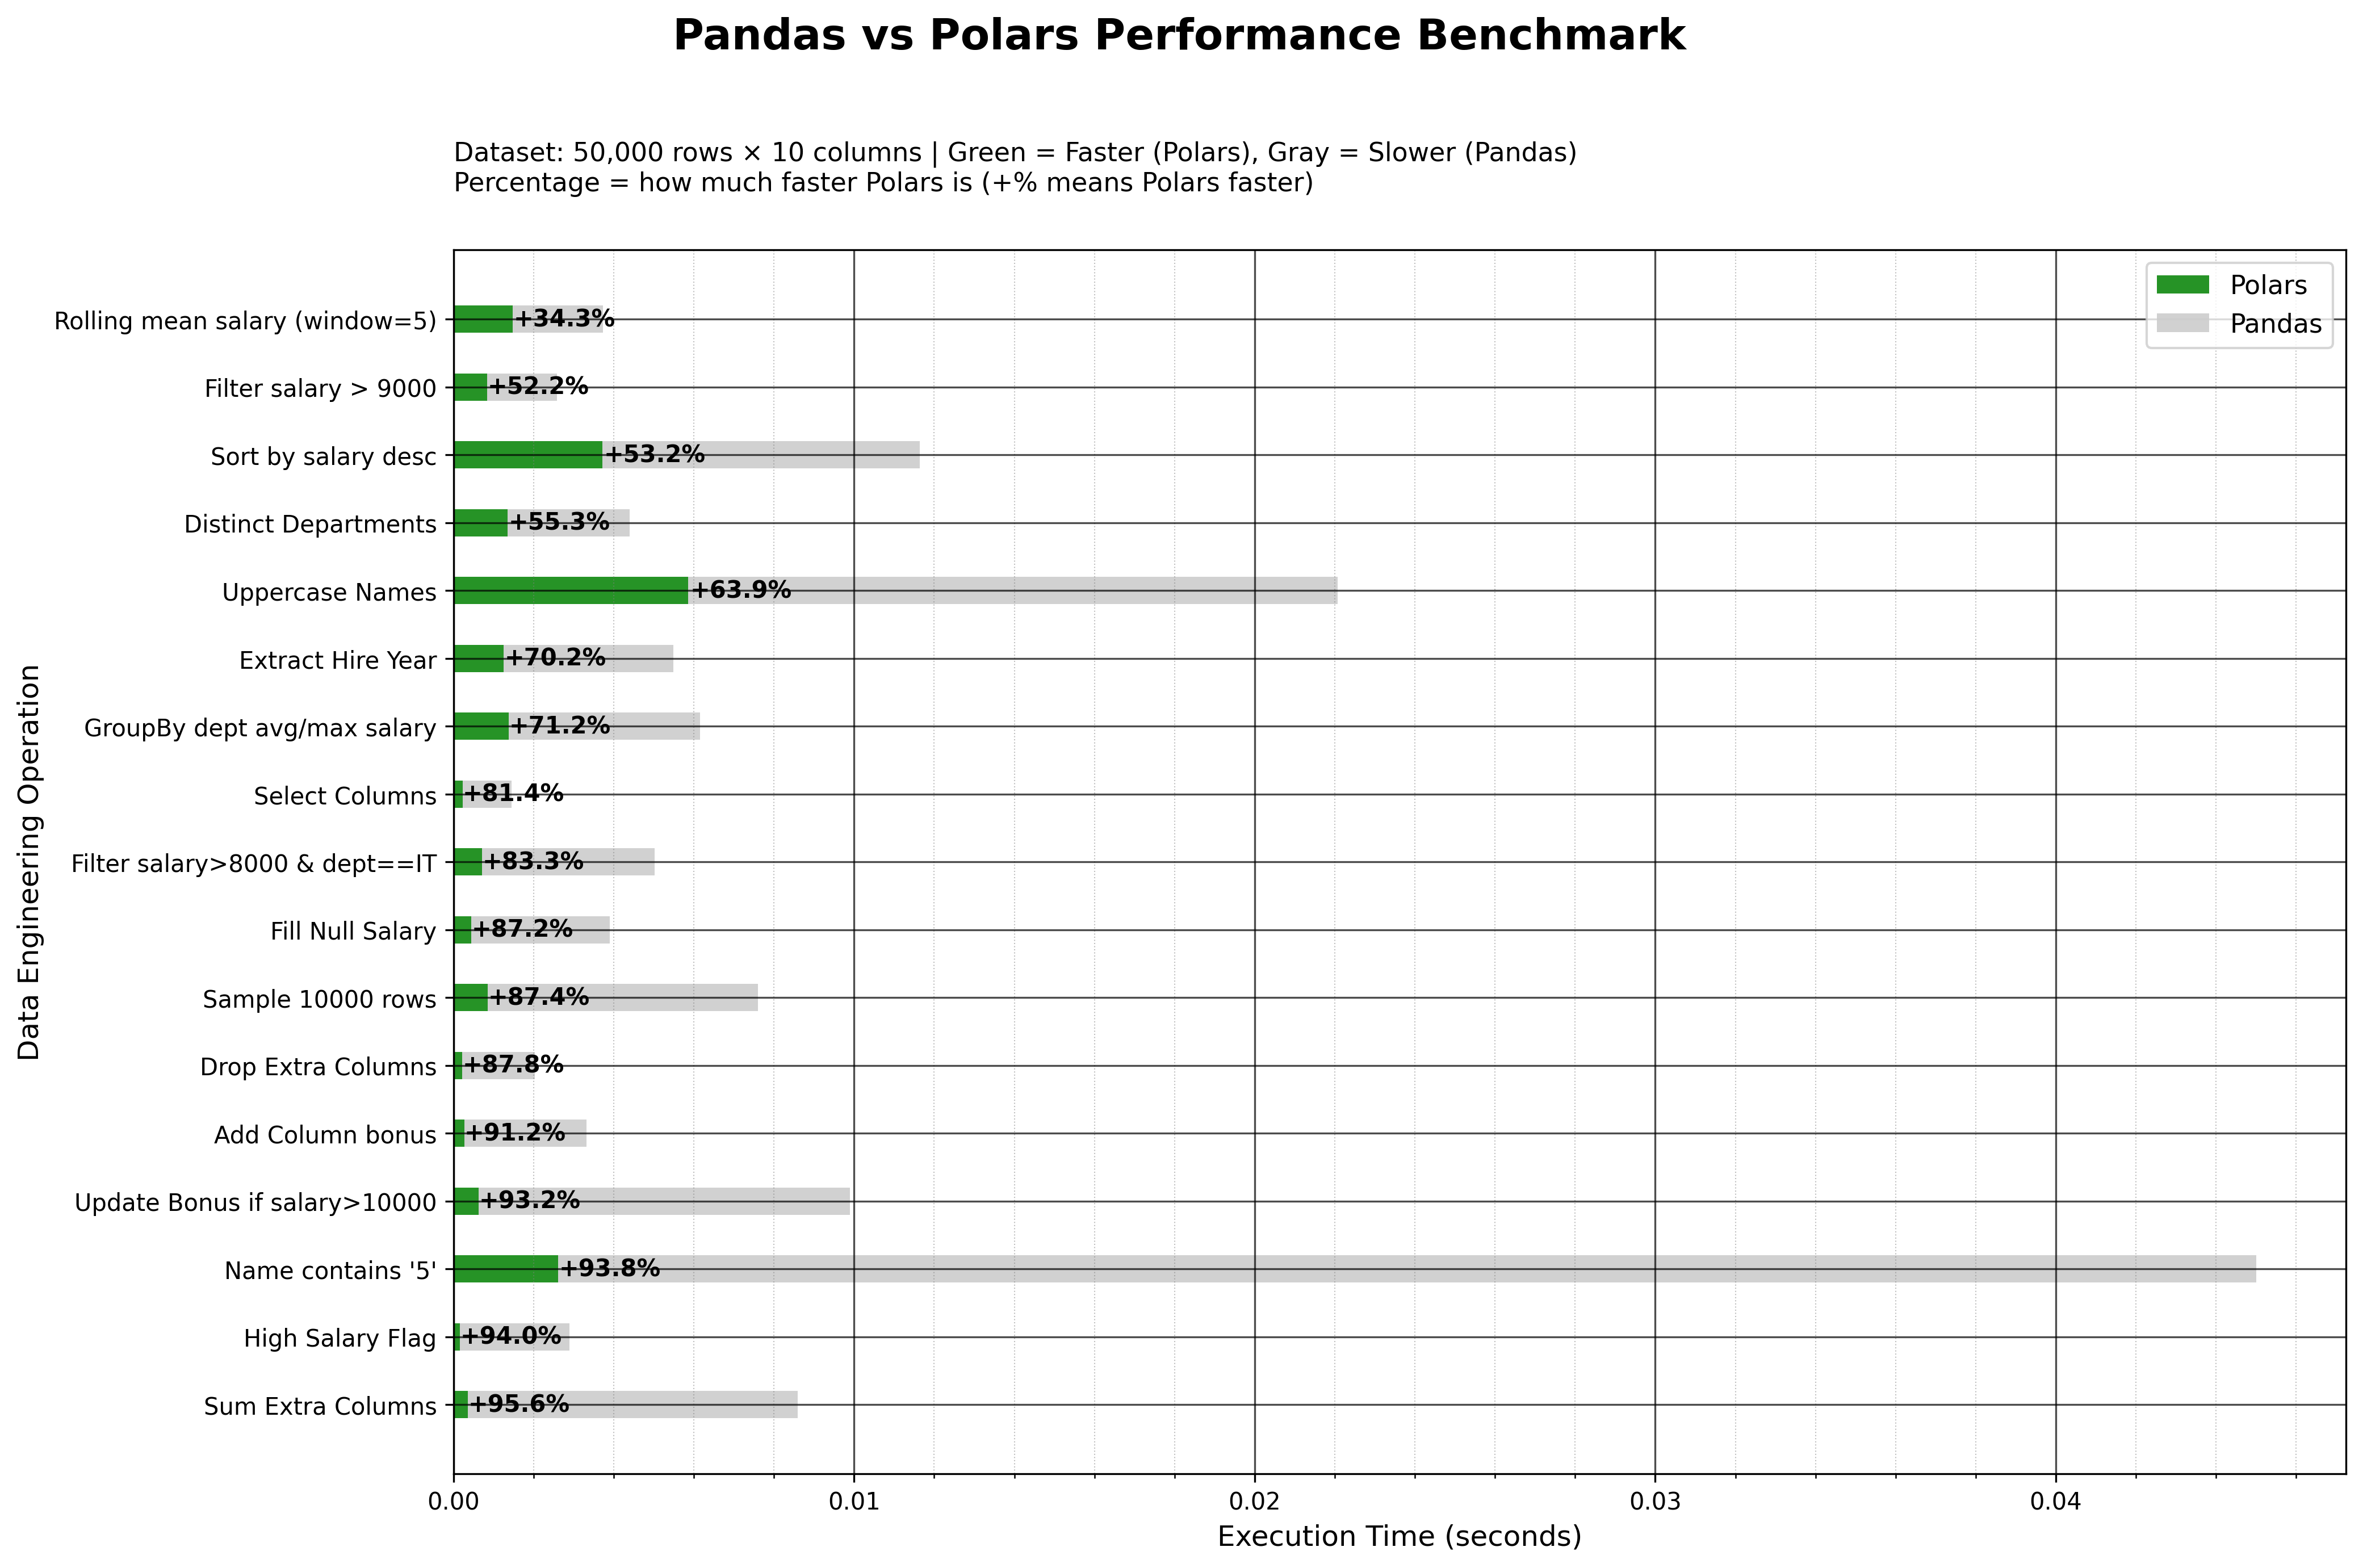 Pandas vs Polars Performance Benchmark
Dataset: 50,000 rows × 10 columns | Green = Faster (Polars), Gray = Slower (Pandas)
Percentage = how much faster Polars is (+% means Polars faster)
Polars
Pandas
Data Engineering Operation
Rolling mean salary (window=5) +34.3%
Filter salary > 9000 +52.2%
Sort by salary desc +53.2%
Distinct Departments +55.3%
Uppercase Names +63.9%
Extract Hire Year +70.2%
GroupBy dept avg/max salary +71.2%
Select Columns +81.4%
Filter salary>8000 & dept==IT +83.3%
Fill Null Salary +87.2%
Sample 10000 rows +87.4%
Drop Extra Columns +87.8%
Add Column bonus +91.2%
Update Bonus if salary>10000 +93.2%
Name contains '5' +93.8%
High Salary Flag +94.0%
Sum Extra Columns +95.6%
0.00 0.01 0.02 0.03 0.04
Execution Time (seconds)